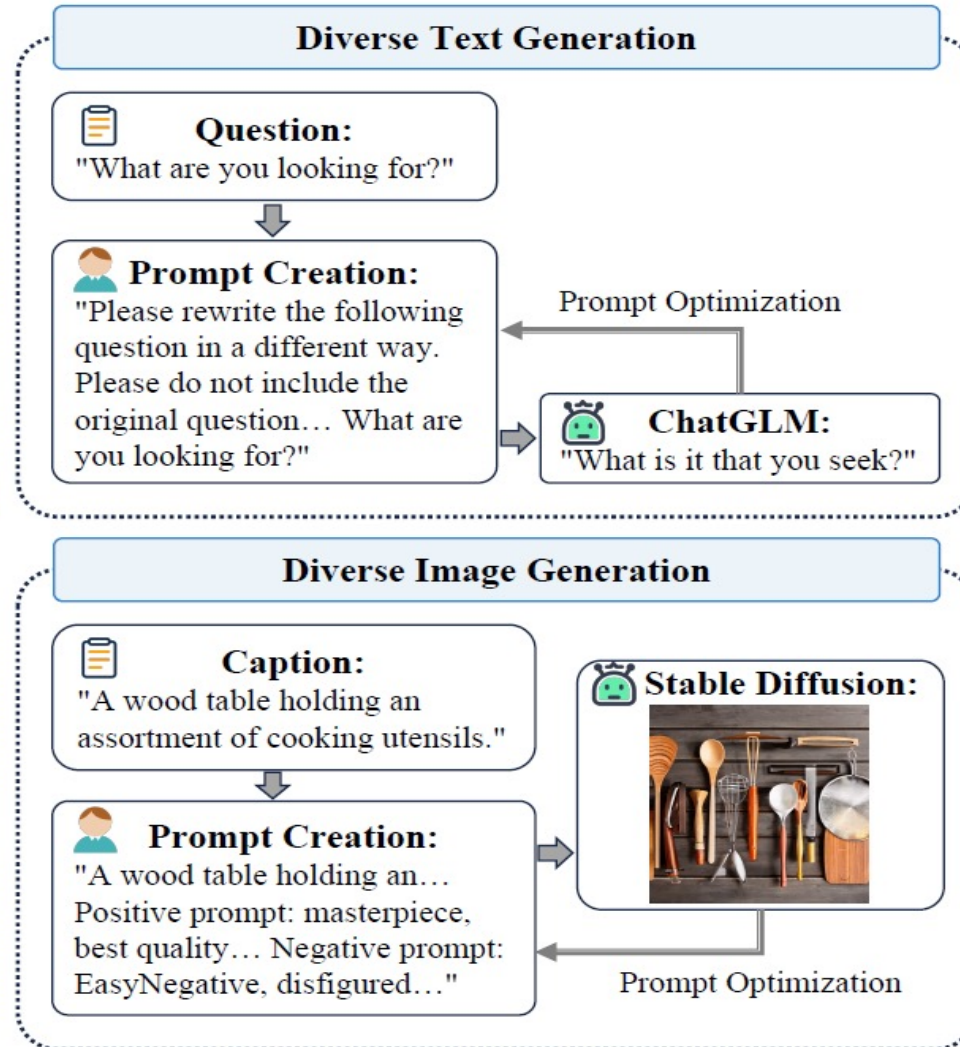 Diverse Text Generation
Question:
"What are you looking for?"
Prompt Creation:
"Please rewrite the following
question in a different way.
Please do not include the
original question… What are
you looking for?"
Prompt Optimization
ChatGLM:
"What is it that you seek?"
Diverse Image Generation
Caption:
"A wood table holding an
assortment of cooking utensils."
Stable Diffusion:
Prompt Creation:
"A wood table holding an…
Positive prompt: masterpiece,
best quality… Negative prompt:
EasyNegative, disfigured…"
Prompt Optimization